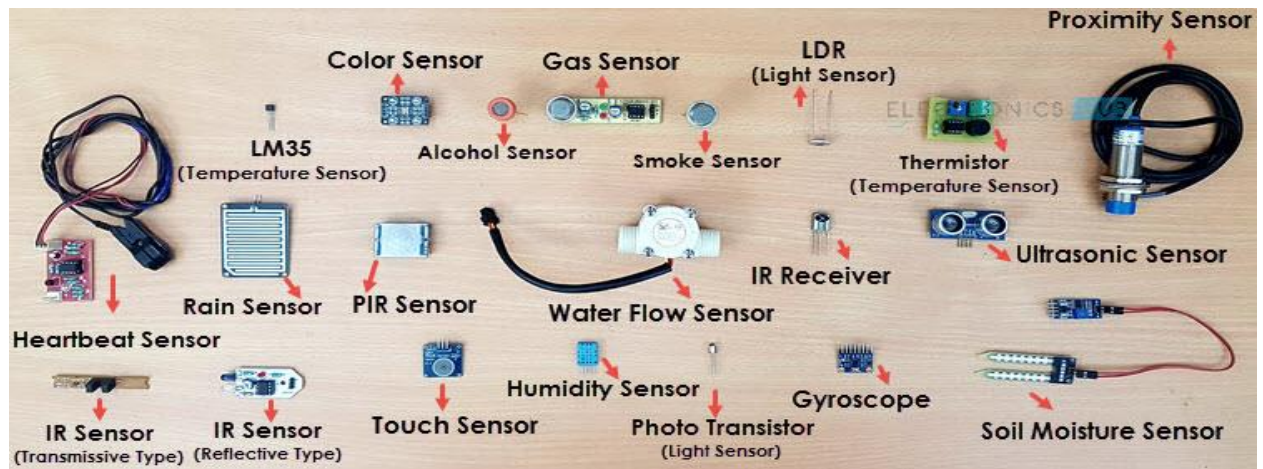 Proximity Sensor
Color Sensor
Gas Sensor
LDR
(Light Sensor)
ELECTRONICS HUB
LM35
(Temperature Sensor)
Alcohol Sensor
Smoke Sensor
Thermistor
(Temperature Sensor)
Heartbeat Sensor
Rain Sensor
PIR Sensor
Water Flow Sensor
IR Receiver
Ultrasonic Sensor
IR Sensor
(Transmissive Type)
IR Sensor
(Reflective Type)
Touch Sensor
Humidity Sensor
Photo Transistor
(Light Sensor)
Gyroscope
Soil Moisture Sensor